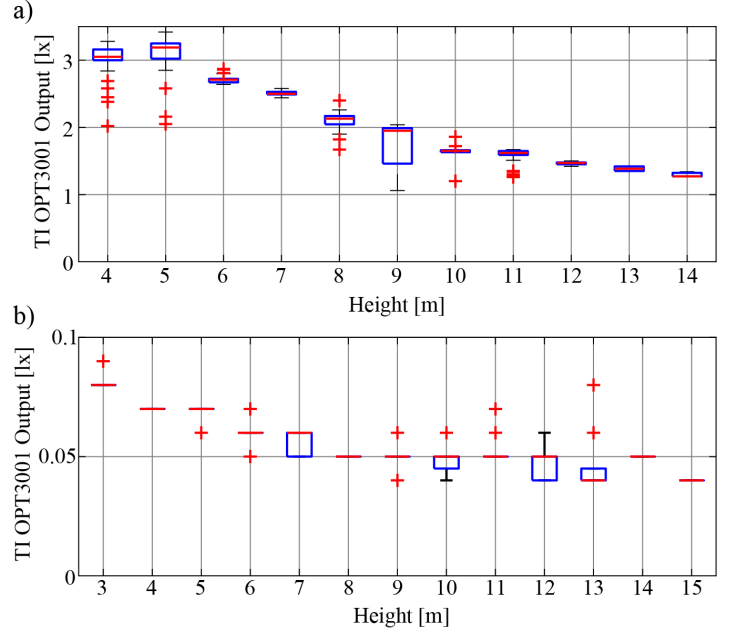 a)
TI OPT3001 Output [lx]
3
2
1
0
4 5 6 7 8 9 10 11 12 13 14
Height [m]
b)
TI OPT3001 Output [lx]
0.1
0.05
0
3 4 5 6 7 8 9 10 11 12 13 14 15
Height [m]